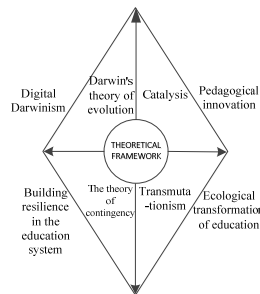 Digital
Darwinism
Darwin's
theory of
evolution
Catalysis
Pedagogical
innovation
THEORETICAL
FRAMEWORK
Building
resilience
in the
education
system
The theory
of
contingency
Transmuta
-tionism
Ecological
transformation
of education